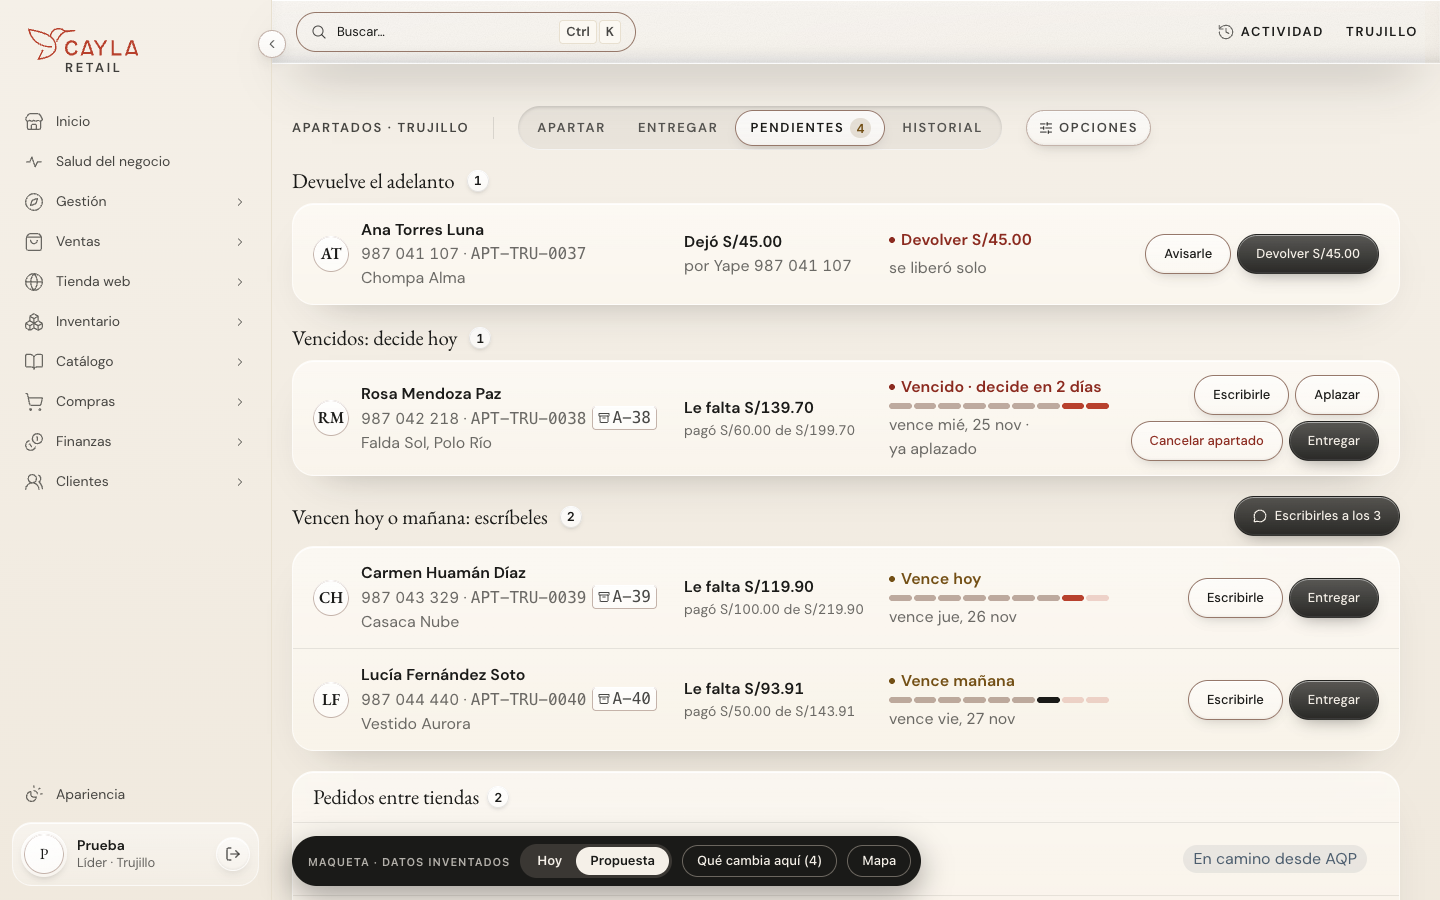 CAYLA
RETAIL
Inicio
Salud del negocio
Gestión
Ventas
Tienda web
Inventario
Catálogo
Compras
Finanzas
Clientes
Apariencia
P
Prueba
Líder · Trujillo
Buscar...
Ctrl K
ACTIVIDAD
TRUJILLO
APARTADOS · TRUJILLO
APARTAR
ENTREGAR
PENDIENTES 4
HISTORIAL
OPCIONES
Devuelve el adelanto 1
AT
Ana Torres Luna
987 041 107 · APT-TRU-0037
Chompa Alma
Dejó S/45.00
por Yape 987 041 107
Devolver S/45.00
se liberó solo
Avisarle
Devolver S/45.00
Vencidos: decide hoy 1
RM
Rosa Mendoza Paz
987 042 218 · APT-TRU-0038 A-38
Falda Sol, Polo Río
Le falta S/139.70
pagó S/60.00 de S/199.70
Vencido · decide en 2 días
vence mié, 25 nov ·
ya aplazado
Escribirle
Aplazar
Cancelar apartado
Entregar
Vencen hoy o mañana: escríbeles 2
Escribirles a los 3
CH
Carmen Huamán Díaz
987 043 329 · APT-TRU-0039 A-39
Casaca Nube
Le falta S/119.90
pagó S/100.00 de S/219.90
Vence hoy
vence jue, 26 nov
Escribirle
Entregar
LF
Lucía Fernández Soto
987 044 440 · APT-TRU-0040 A-40
Vestido Aurora
Le falta S/93.91
pagó S/50.00 de S/143.91
Vence mañana
vence vie, 27 nov
Escribirle
Entregar
Pedidos entre tiendas 2
En camino desde AQP
MAQUETA · DATOS INVENTADOS
Hoy
Propuesta
Qué cambia aquí (4)
Mapa